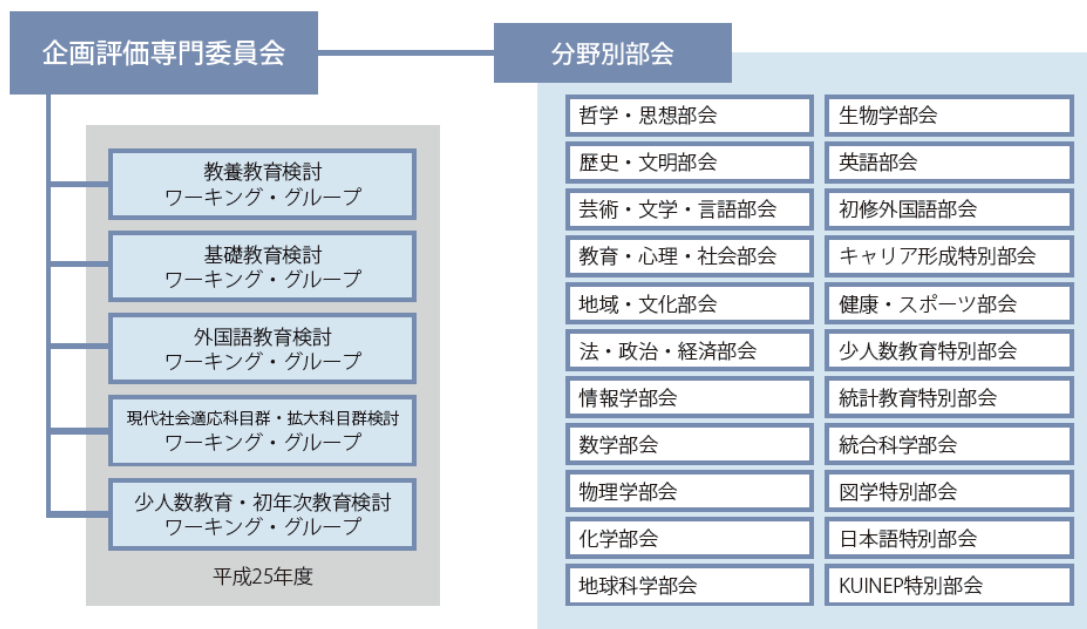 企画評価専門委員会
教養教育検討
ワーキング・グループ
基礎教育検討
ワーキング・グループ
外国語教育検討
ワーキング・グループ
現代社会適応科目群・拡大科目群検討
ワーキング・グループ
少人数教育・初年次教育検討
ワーキング・グループ
平成25年度
分野別部会
哲学・思想部会
歴史・文明部会
芸術・文学・言語部会
教育・心理・社会部会
地域・文化部会
法・政治・経済部会
情報学部会
数学部会
物理学部会
化学部会
地球科学部会
生物学部会
英語部会
初修外国語部会
キャリア形成特別部会
健康・スポーツ部会
少人数教育特別部会
統計教育特別部会
統合科学部会
図学特別部会
日本語特別部会
KUINEP特別部会